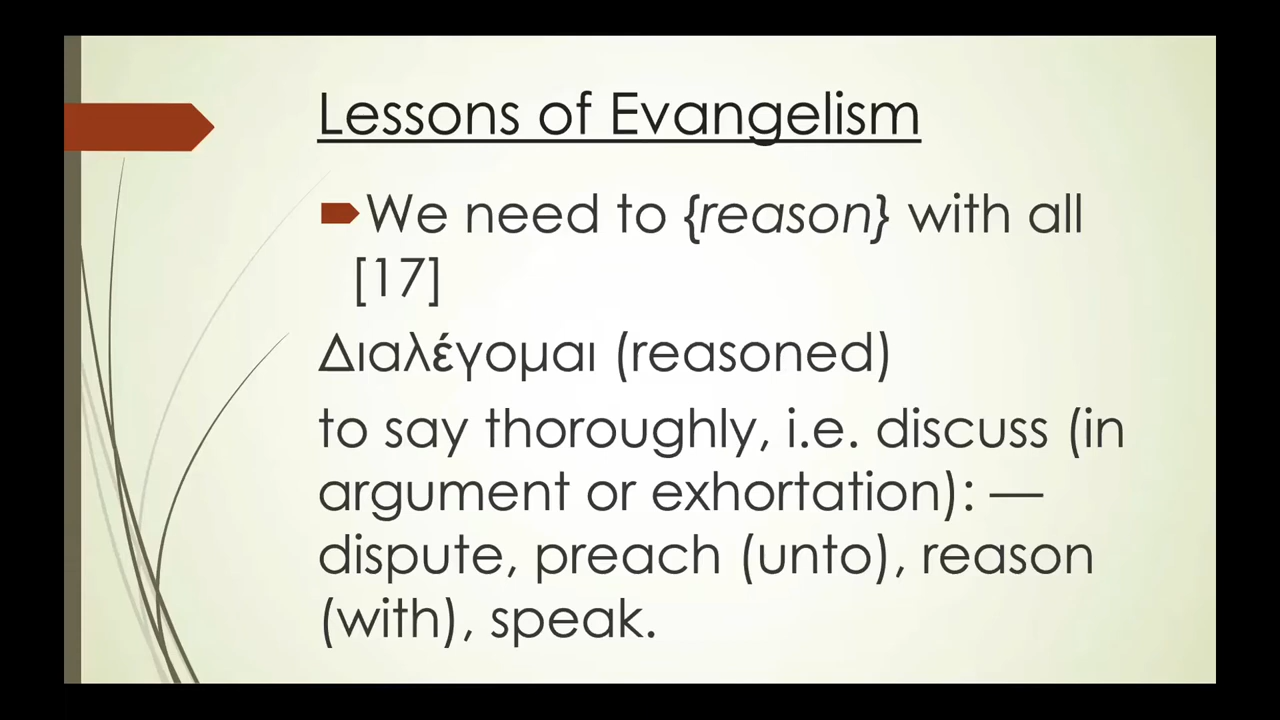 Lessons of Evangelism
We need to {reason} with all
[17]
Διαλέγομαι (reasoned)
to say thoroughly, i.e. discuss (in
argument or exhortation): —
dispute, preach (unto), reason
(with), speak.